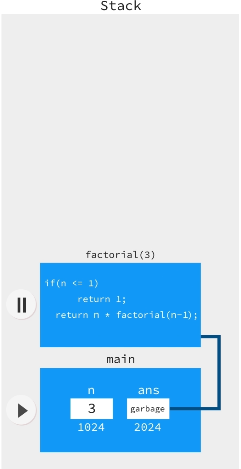 Stack
factorial(3)
if(n <= 1)
return 1;
return n * factorial(n-1);
main
n ans
3 garbage
1024 2024